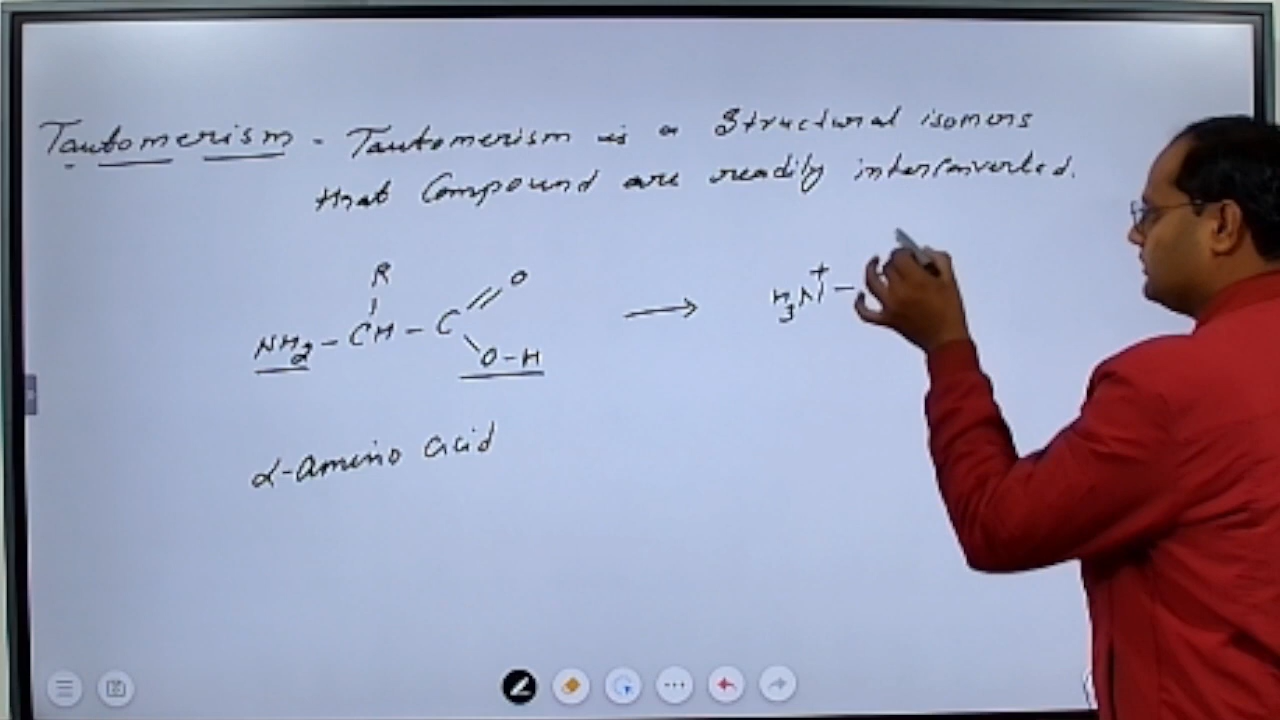 Tautomerism - Tautomerism is a Structural isomers
that Compound are readily interconverted.
R
NH2 - CH - C O
O-H
→ H3N+ -
α-amino acid